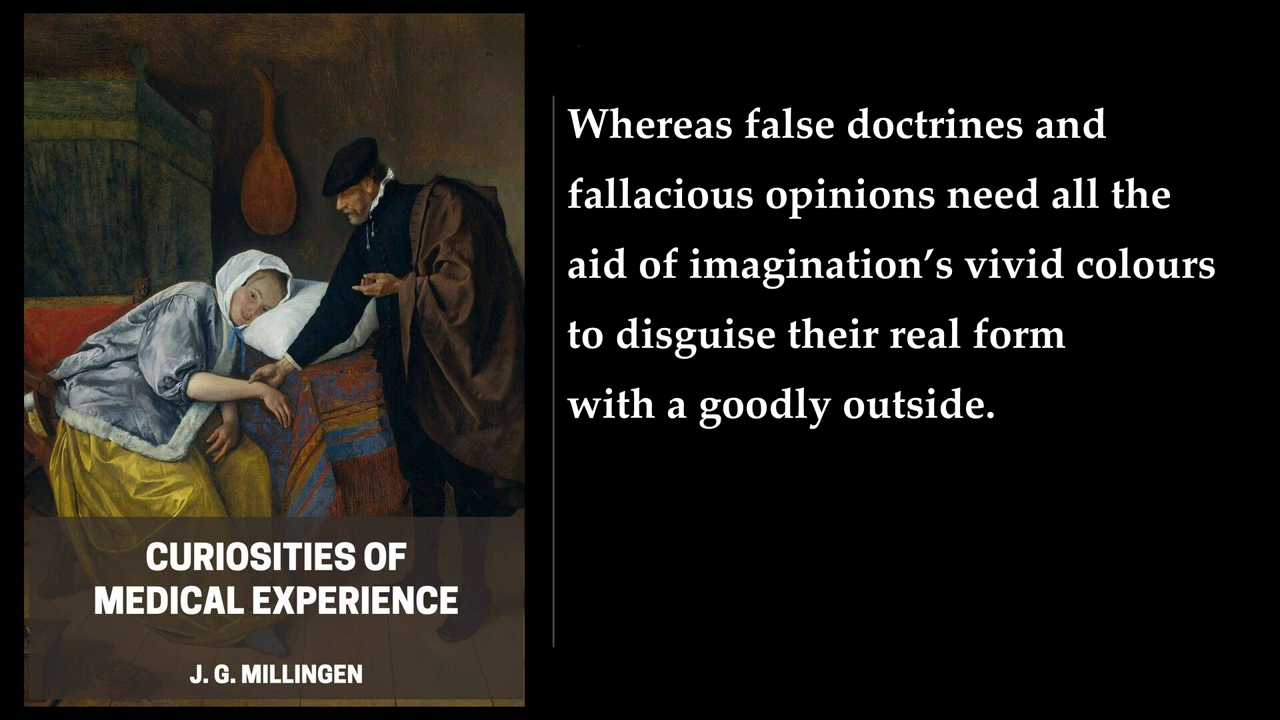 CURIOSITIES OF
MEDICAL EXPERIENCE
J. G. MILLINGEN
Whereas false doctrines and
fallacious opinions need all the
aid of imagination’s vivid colours
to disguise their real form
with a goodly outside.